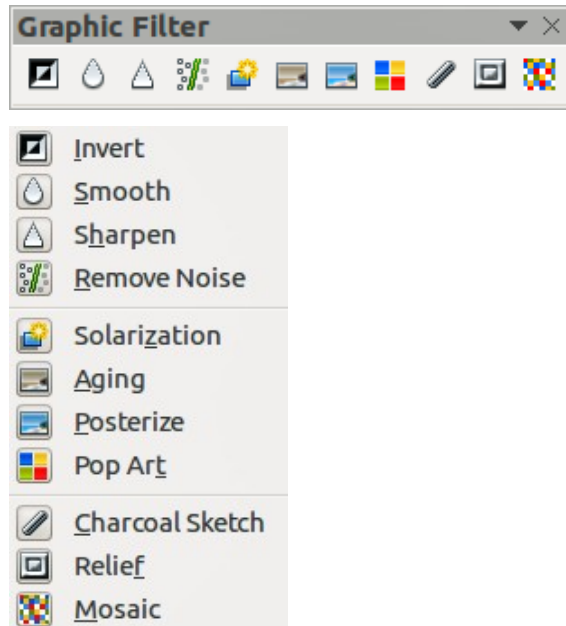 Graphic Filter
Invert
Smooth
Sharpen
Remove Noise
Solarization
Aging
Posterize
Pop Art
Charcoal Sketch
Relief
Mosaic